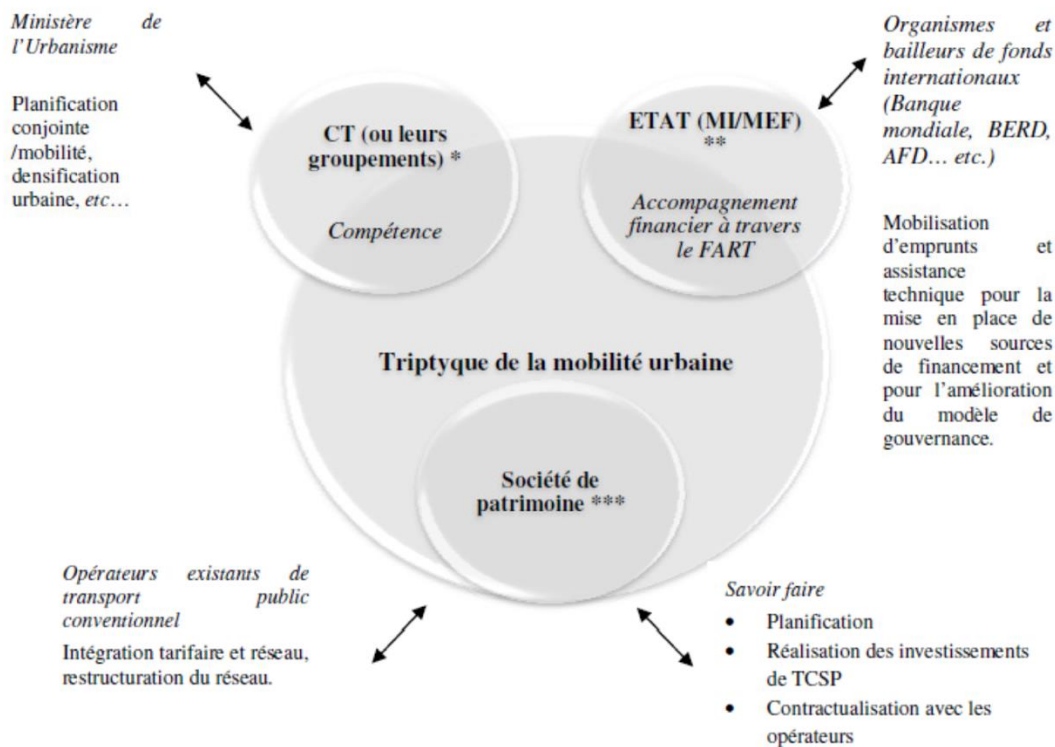 Ministère de
l'Urbanisme
Planification
conjointe
/mobilité,
densification
urbaine, etc…
CT (ou leurs
groupements) *
Compétence
ETAT (MI/MEF)
**
Accompagnement
financier à travers
le FART
Organismes et
bailleurs de fonds
internationaux
(Banque
mondiale, BERD,
AFD… etc.)
Mobilisation
d'emprunts et
assistance
technique pour la
mise en place de
nouvelles sources
de financement et
pour l'amélioration
du modèle de
gouvernance.
Triptyque de la mobilité urbaine
Société de
patrimoine ***
Opérateurs existants de
transport public
conventionnel
Intégration tarifaire et réseau,
restructuration du réseau.
Savoir faire
• Planification
• Réalisation des investissements
de TCSP
• Contractualisation avec les
opérateurs